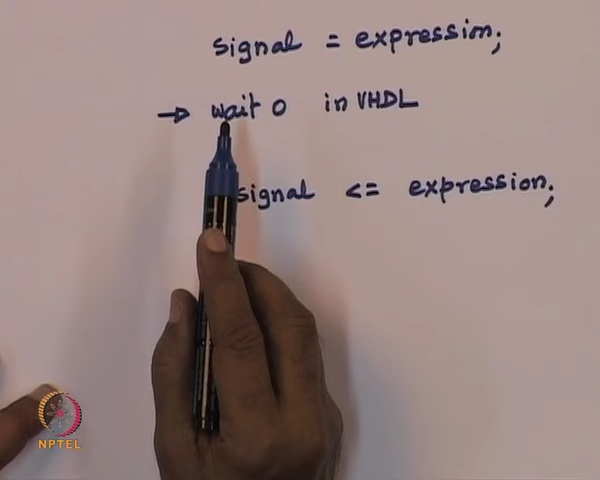 signal = expression;
→ wait 0 in VHDL
signal <= expression;
NPTEL